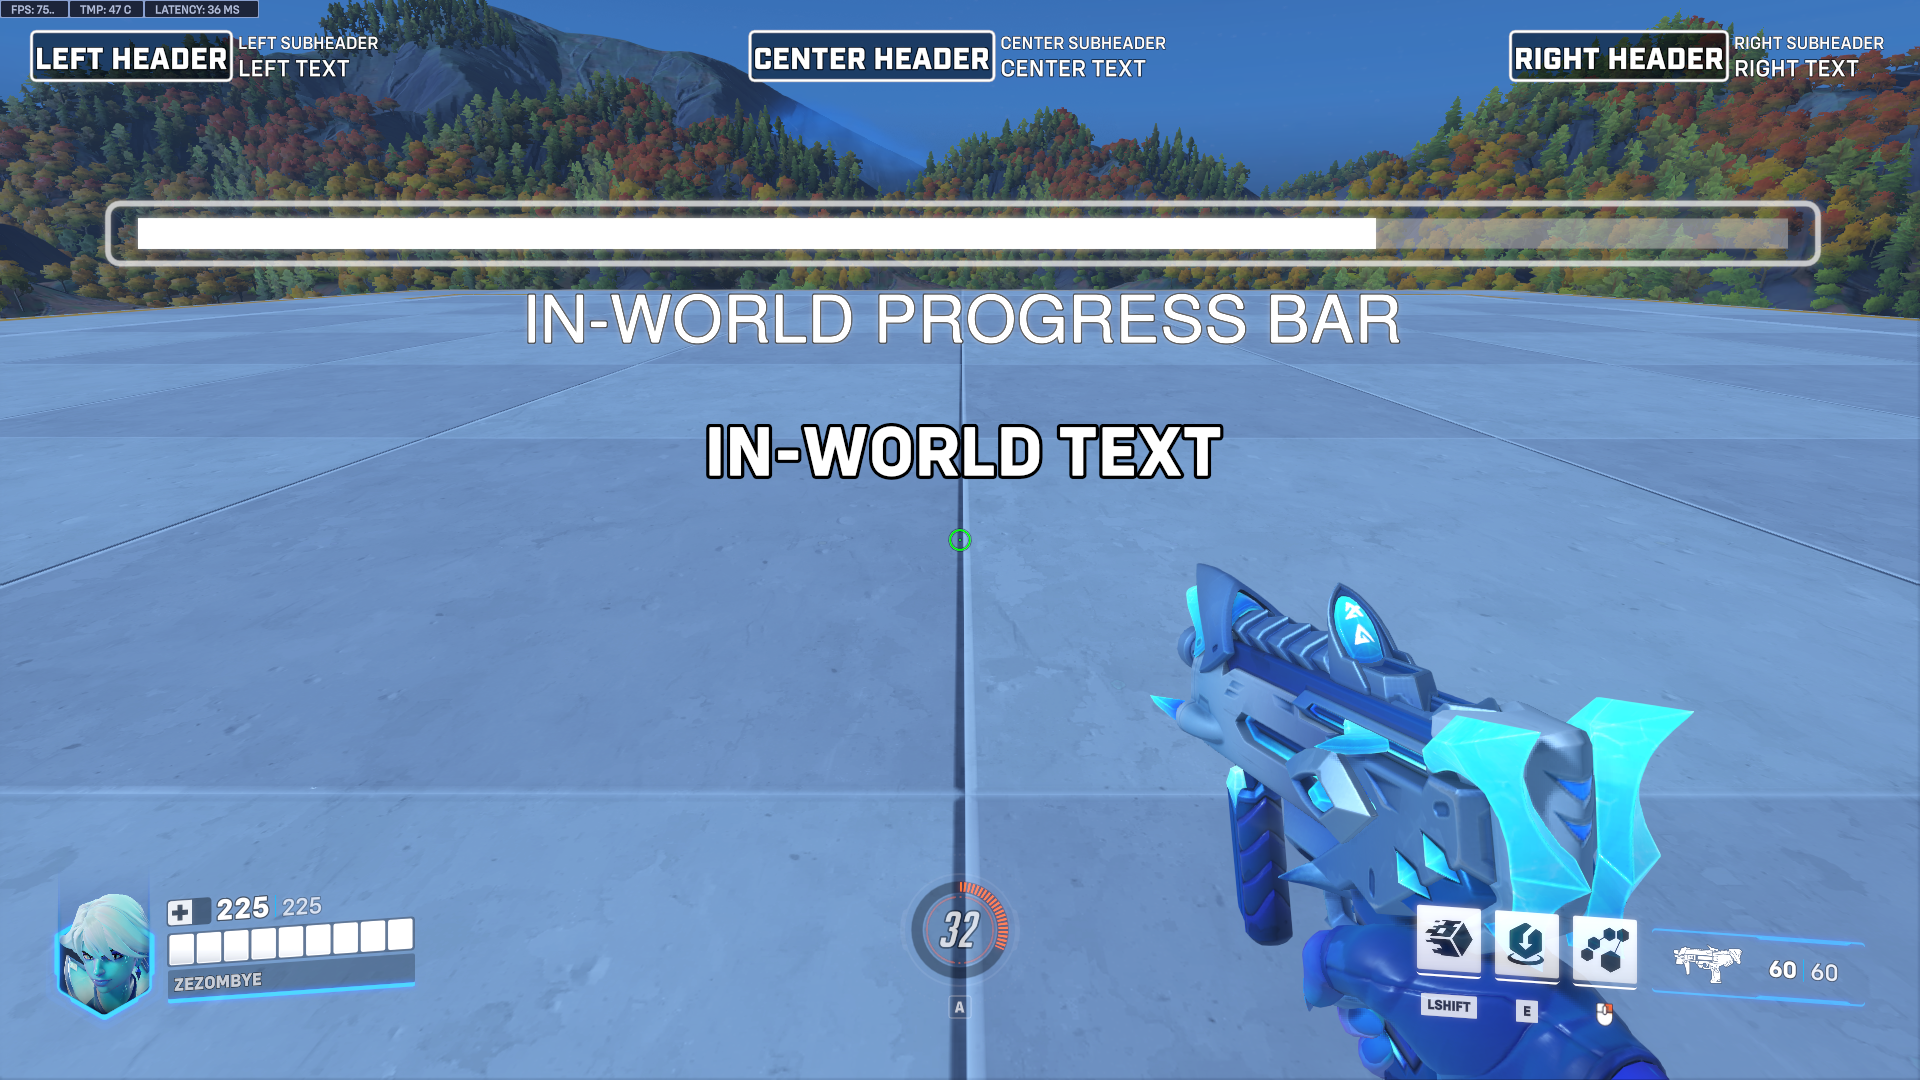 FPS: 75.. TMP: 47 C LATENCY: 36 MS
LEFT HEADER
LEFT SUBHEADER
LEFT TEXT
CENTER HEADER
CENTER SUBHEADER
CENTER TEXT
RIGHT HEADER
RIGHT SUBHEADER
RIGHT TEXT
IN-WORLD PROGRESS BAR
IN-WORLD TEXT
225 225
ZEZOMBYE
32
A
LSHIFT
E
60 60